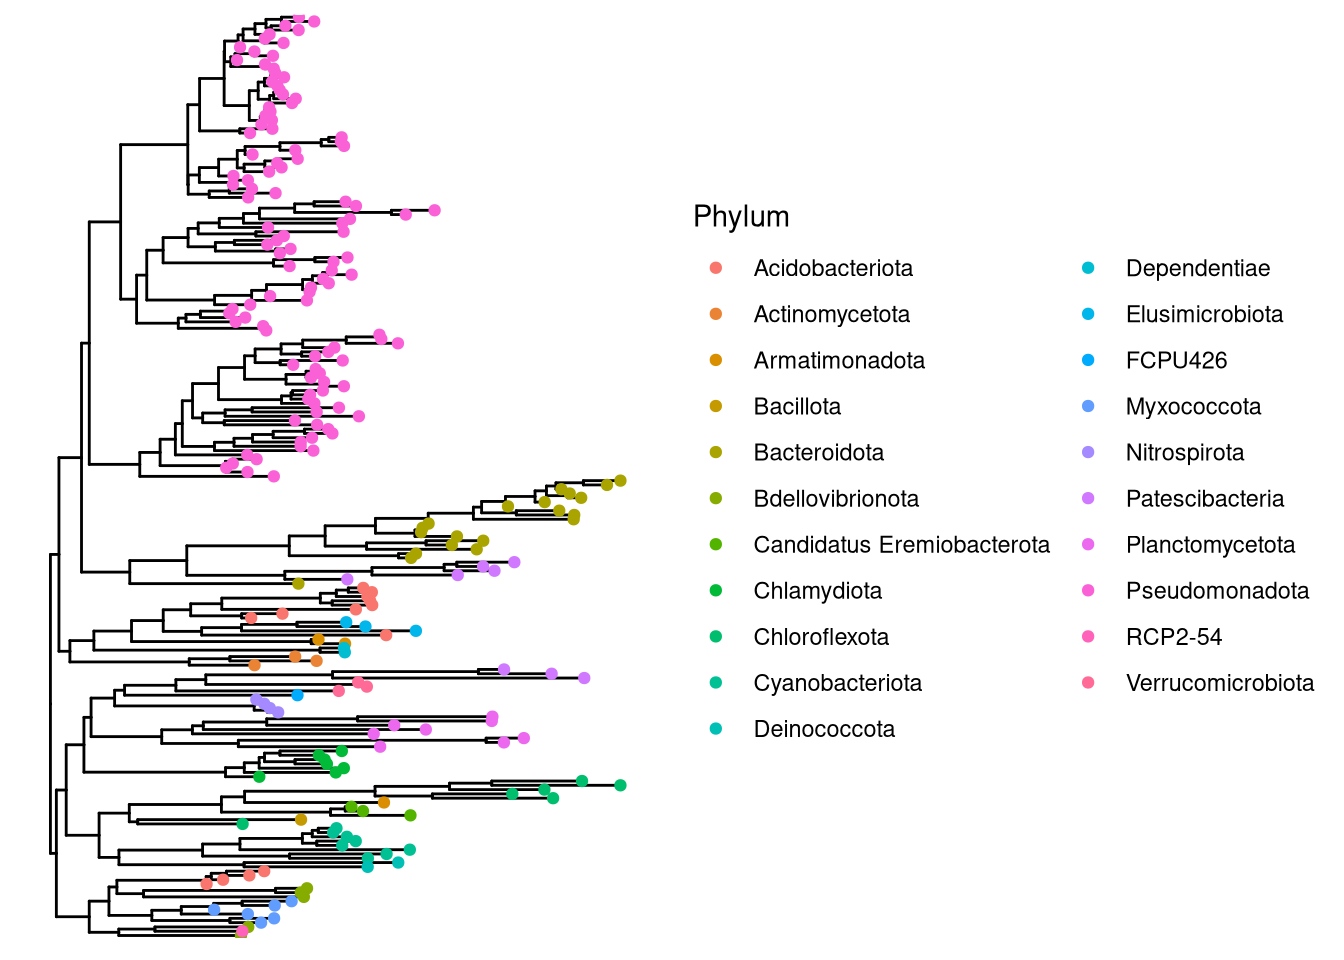 Phylum
Acidobacteriota
Actinomycetota
Armatimonadota
Bacillota
Bacteroidota
Bdellovibrionota
Candidatus Eremiobacterota
Chlamydiota
Chloroflexota
Cyanobacteriota
Deinococcota
Dependentiae
Elusimicrobiota
FCPU426
Myxococcota
Nitrospirota
Patescibacteria
Planctomycetota
Pseudomonadota
RCP2-54
Verrucomicrobiota